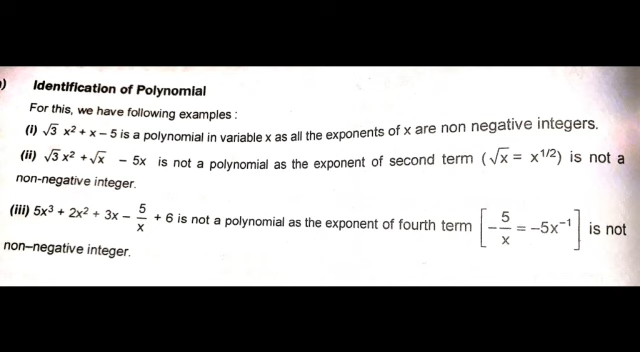 ) Identification of Polynomial
For this, we have following examples :
(i) √3 x² + x – 5 is a polynomial in variable x as all the exponents of x are non negative integers.
(ii) √3 x² + √x – 5x is not a polynomial as the exponent of second term (√x = x^1/2) is not a
non-negative integer.
(iii) 5x³ + 2x² + 3x – 5/x + 6 is not a polynomial as the exponent of fourth term [–5/x = –5x⁻¹] is not
non–negative integer.